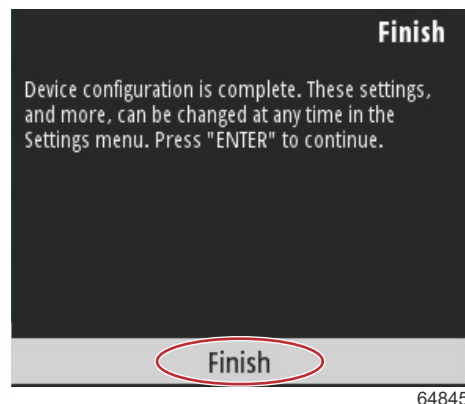 Finish
Device configuration is complete. These settings,
and more, can be changed at any time in the
Settings menu. Press "ENTER" to continue.
Finish
64845